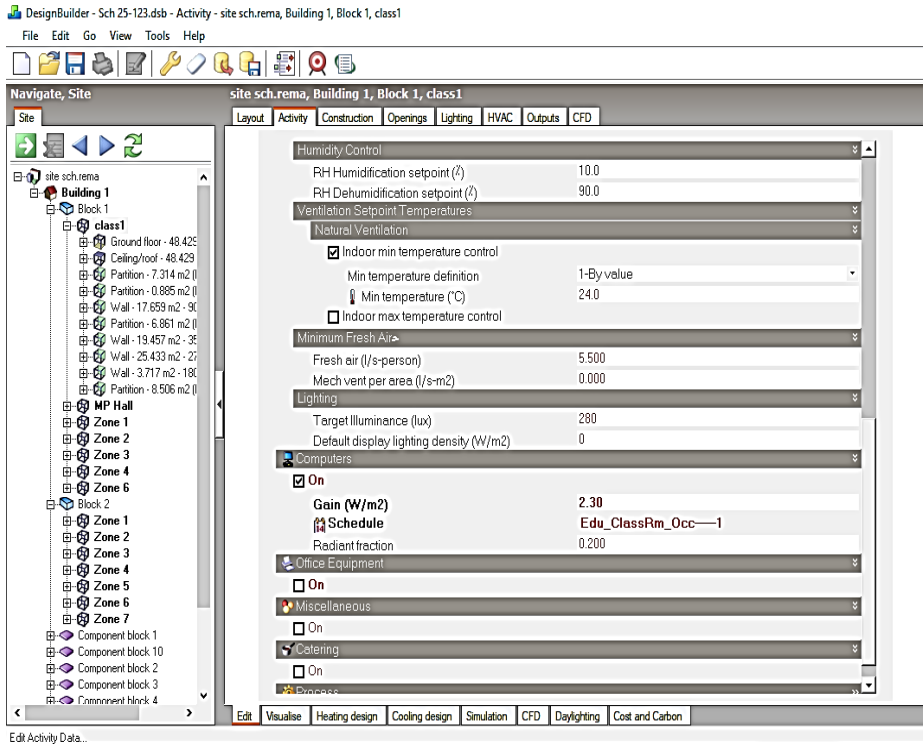 DesignBuilder - Sch 25-123.dsb - Activity - site sch.rema, Building 1, Block 1, class1
File Edit Go View Tools Help
Navigate, Site
site sch.rema, Building 1, Block 1, class1
Site
Layout Activity Construction Openings Lighting HVAC Outputs CFD
site sch.rema
Building 1
Block 1
class1
Ground floor - 48.429
Ceiling/roof - 48.429
Partition - 7.314 m2 (I
Partition - 0.885 m2 (I
Wall - 17.659 m2 - 90
Partition - 6.861 m2 (I
Wall - 19.457 m2 - 35
Wall - 25.433 m2 - 27
Wall - 3.717 m2 - 180
Partition - 8.506 m2 (I
MP Hall
Zone 1
Zone 2
Zone 3
Zone 4
Zone 6
Block 2
Zone 1
Zone 2
Zone 3
Zone 4
Zone 5
Zone 6
Zone 7
Component block 1
Component block 10
Component block 2
Component block 3
Component block 4
Humidity Control
RH Humidification setpoint (%) 10.0
RH Dehumidification setpoint (%) 90.0
Ventilation Setpoint Temperatures
Natural Ventilation
Indoor min temperature control
Min temperature definition 1-By value
Min temperature (°C) 24.0
Indoor max temperature control
Minimum Fresh Air
Fresh air (l/s-person) 5.500
Mech vent per area (l/s-m2) 0.000
Lighting
Target Illuminance (lux) 280
Default display lighting density (W/m2) 0
Computers
On
Gain (W/m2) 2.30
14 Schedule Edu_ClassRm_Occ—1
Radiant fraction 0.200
Office Equipment
On
Miscellaneous
On
Catering
On
Process
Edit Visualise Heating design Cooling design Simulation CFD Daylighting Cost and Carbon
Edit Activity Data...